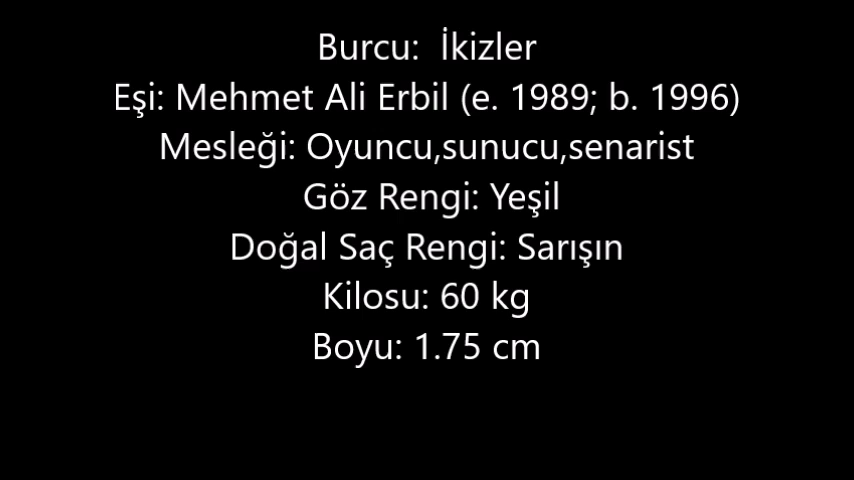 Burcu:  İkizler
Eşi: Mehmet Ali Erbil (e. 1989; b. 1996)
Mesleği: Oyuncu,sunucu,senarist
Göz Rengi: Yeşil
Doğal Saç Rengi: Sarışın
Kilosu: 60 kg
Boyu: 1.75 cm